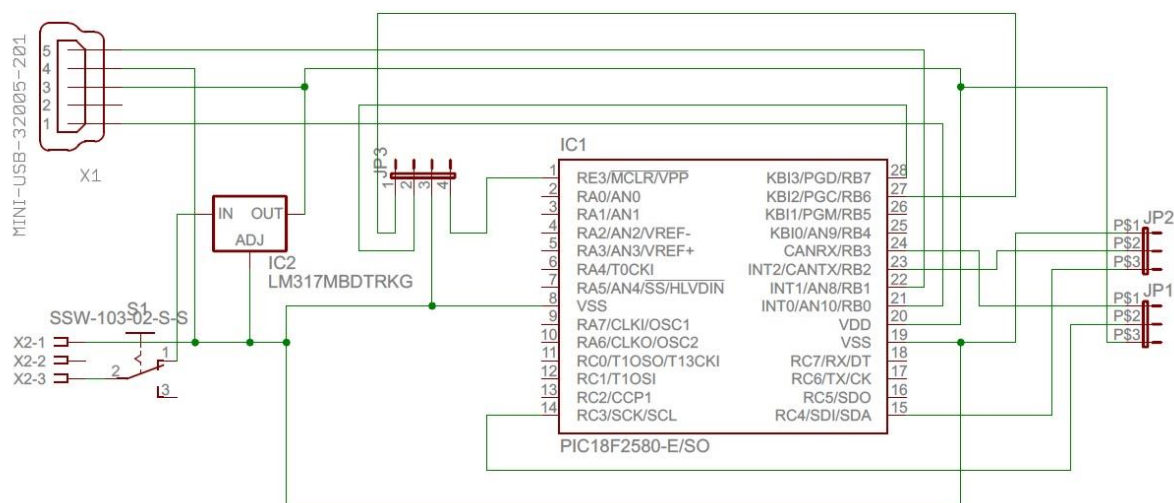 MINI-USB-32005-201
5
4
3
2
1
X1
JP3
1
2
3
4
IN OUT
ADJ
IC2
LM317MBDTRKG
S1
SSW-103-02-S-S
X2-1
X2-2
X2-3
1
2
3
IC1
1 RE3/MCLR/VPP KBI3/PGD/RB7 28
2 RA0/AN0 KBI2/PGC/RB6 27
3 RA1/AN1 KBI1/PGM/RB5 26
4 RA2/AN2/VREF- KBI0/AN9/RB4 25
5 RA3/AN3/VREF+ CANRX/RB3 24
6 RA4/T0CKI INT2/CANTX/RB2 23
7 RA5/AN4/SS/HLVDIN INT1/AN8/RB1 22
8 VSS INT0/AN10/RB0 21
9 RA7/CLKI/OSC1 VDD 20
10 RA6/CLKO/OSC2 VSS 19
11 RC0/T1OSO/T13CKI RC7/RX/DT 18
12 RC1/T1OSI RC6/TX/CK 17
13 RC2/CCP1 RC5/SDO 16
14 RC3/SCK/SCL RC4/SDI/SDA 15
PIC18F2580-E/SO
JP2
P$1
P$2
P$3
JP1
P$1
P$2
P$3